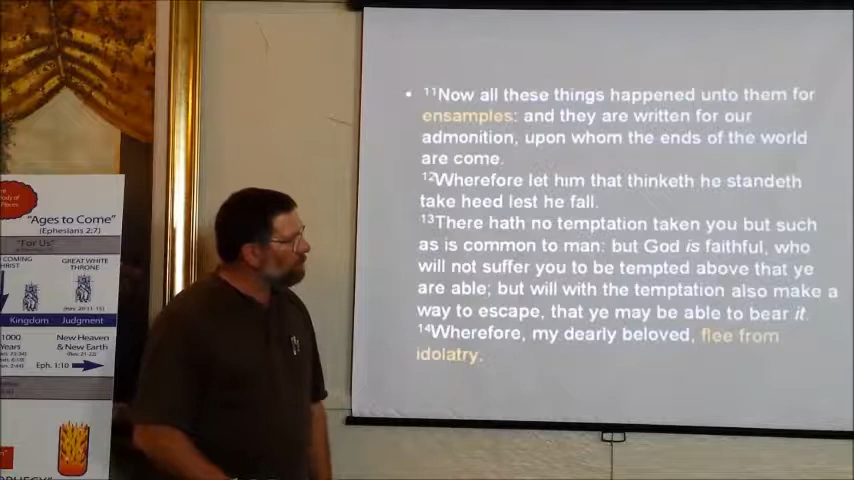 "Ages to Come"
(Ephesians 2:7)
"For Us"
COMING
GREAT WHITE
CHRIST
THRONE
Kingdom
Judgment
1000
Years
New Heaven
& New Earth
(Rev. 21-22)
Eph. 1:10
• 11Now all these things happened unto them for
ensamples: and they are written for our
admonition, upon whom the ends of the world
are come.
12Wherefore let him that thinketh he standeth
take heed lest he fall.
13There hath no temptation taken you but such
as is common to man: but God is faithful, who
will not suffer you to be tempted above that ye
are able; but will with the temptation also make a
way to escape, that ye may be able to bear it.
14Wherefore, my dearly beloved, flee from
idolatry.